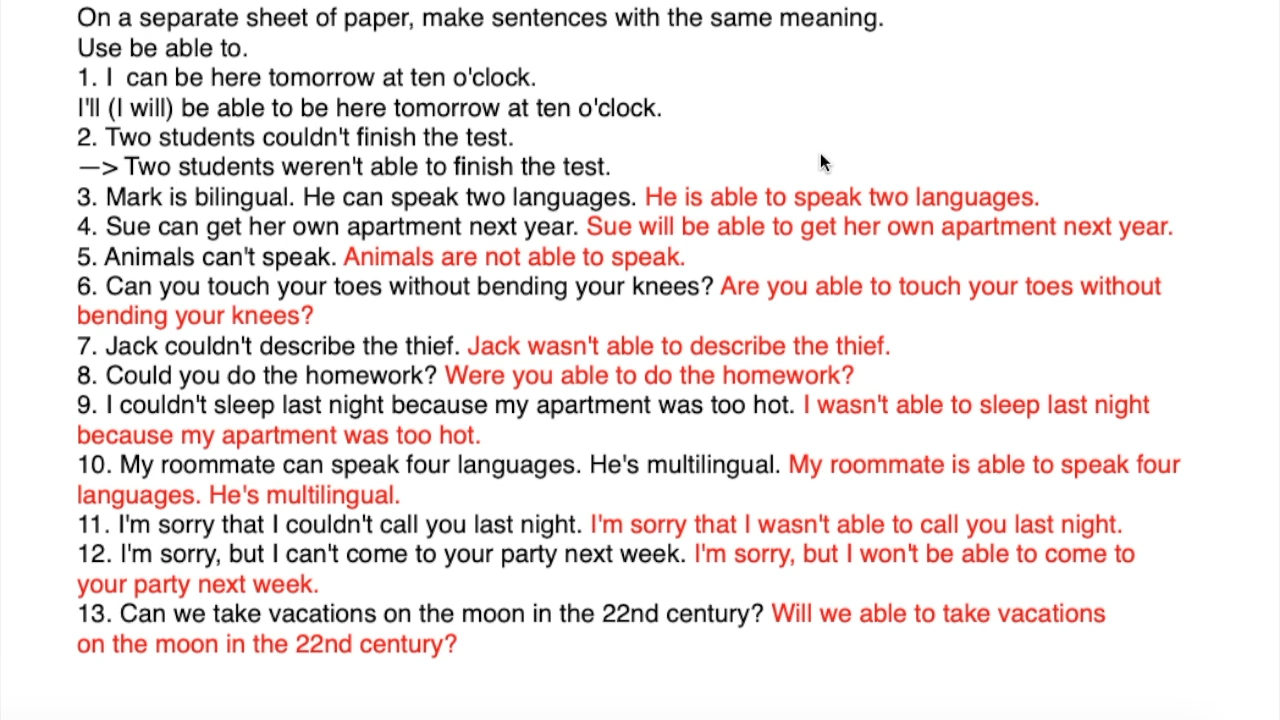 On a separate sheet of paper, make sentences with the same meaning.
Use be able to.
1. I  can be here tomorrow at ten o'clock.
I'll (I will) be able to be here tomorrow at ten o'clock.
2. Two students couldn't finish the test.
—> Two students weren't able to finish the test.
3. Mark is bilingual. He can speak two languages. He is able to speak two languages.
4. Sue can get her own apartment next year. Sue will be able to get her own apartment next year.
5. Animals can't speak. Animals are not able to speak.
6. Can you touch your toes without bending your knees? Are you able to touch your toes without
bending your knees?
7. Jack couldn't describe the thief. Jack wasn't able to describe the thief.
8. Could you do the homework? Were you able to do the homework?
9. I couldn't sleep last night because my apartment was too hot. I wasn't able to sleep last night
because my apartment was too hot.
10. My roommate can speak four languages. He's multilingual. My roommate is able to speak four
languages. He's multilingual.
11. I'm sorry that I couldn't call you last night. I'm sorry that I wasn't able to call you last night.
12. I'm sorry, but I can't come to your party next week. I'm sorry, but I won't be able to come to
your party next week.
13. Can we take vacations on the moon in the 22nd century? Will we able to take vacations
on the moon in the 22nd century?